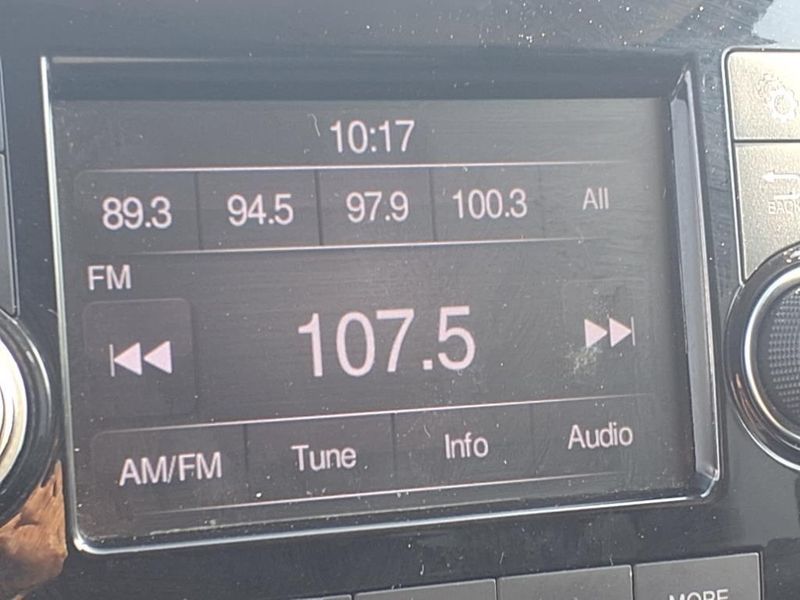 10:17
89.3 94.5 97.9 100.3 All
FM
107.5
AM/FM Tune Info Audio
BACK
MORE